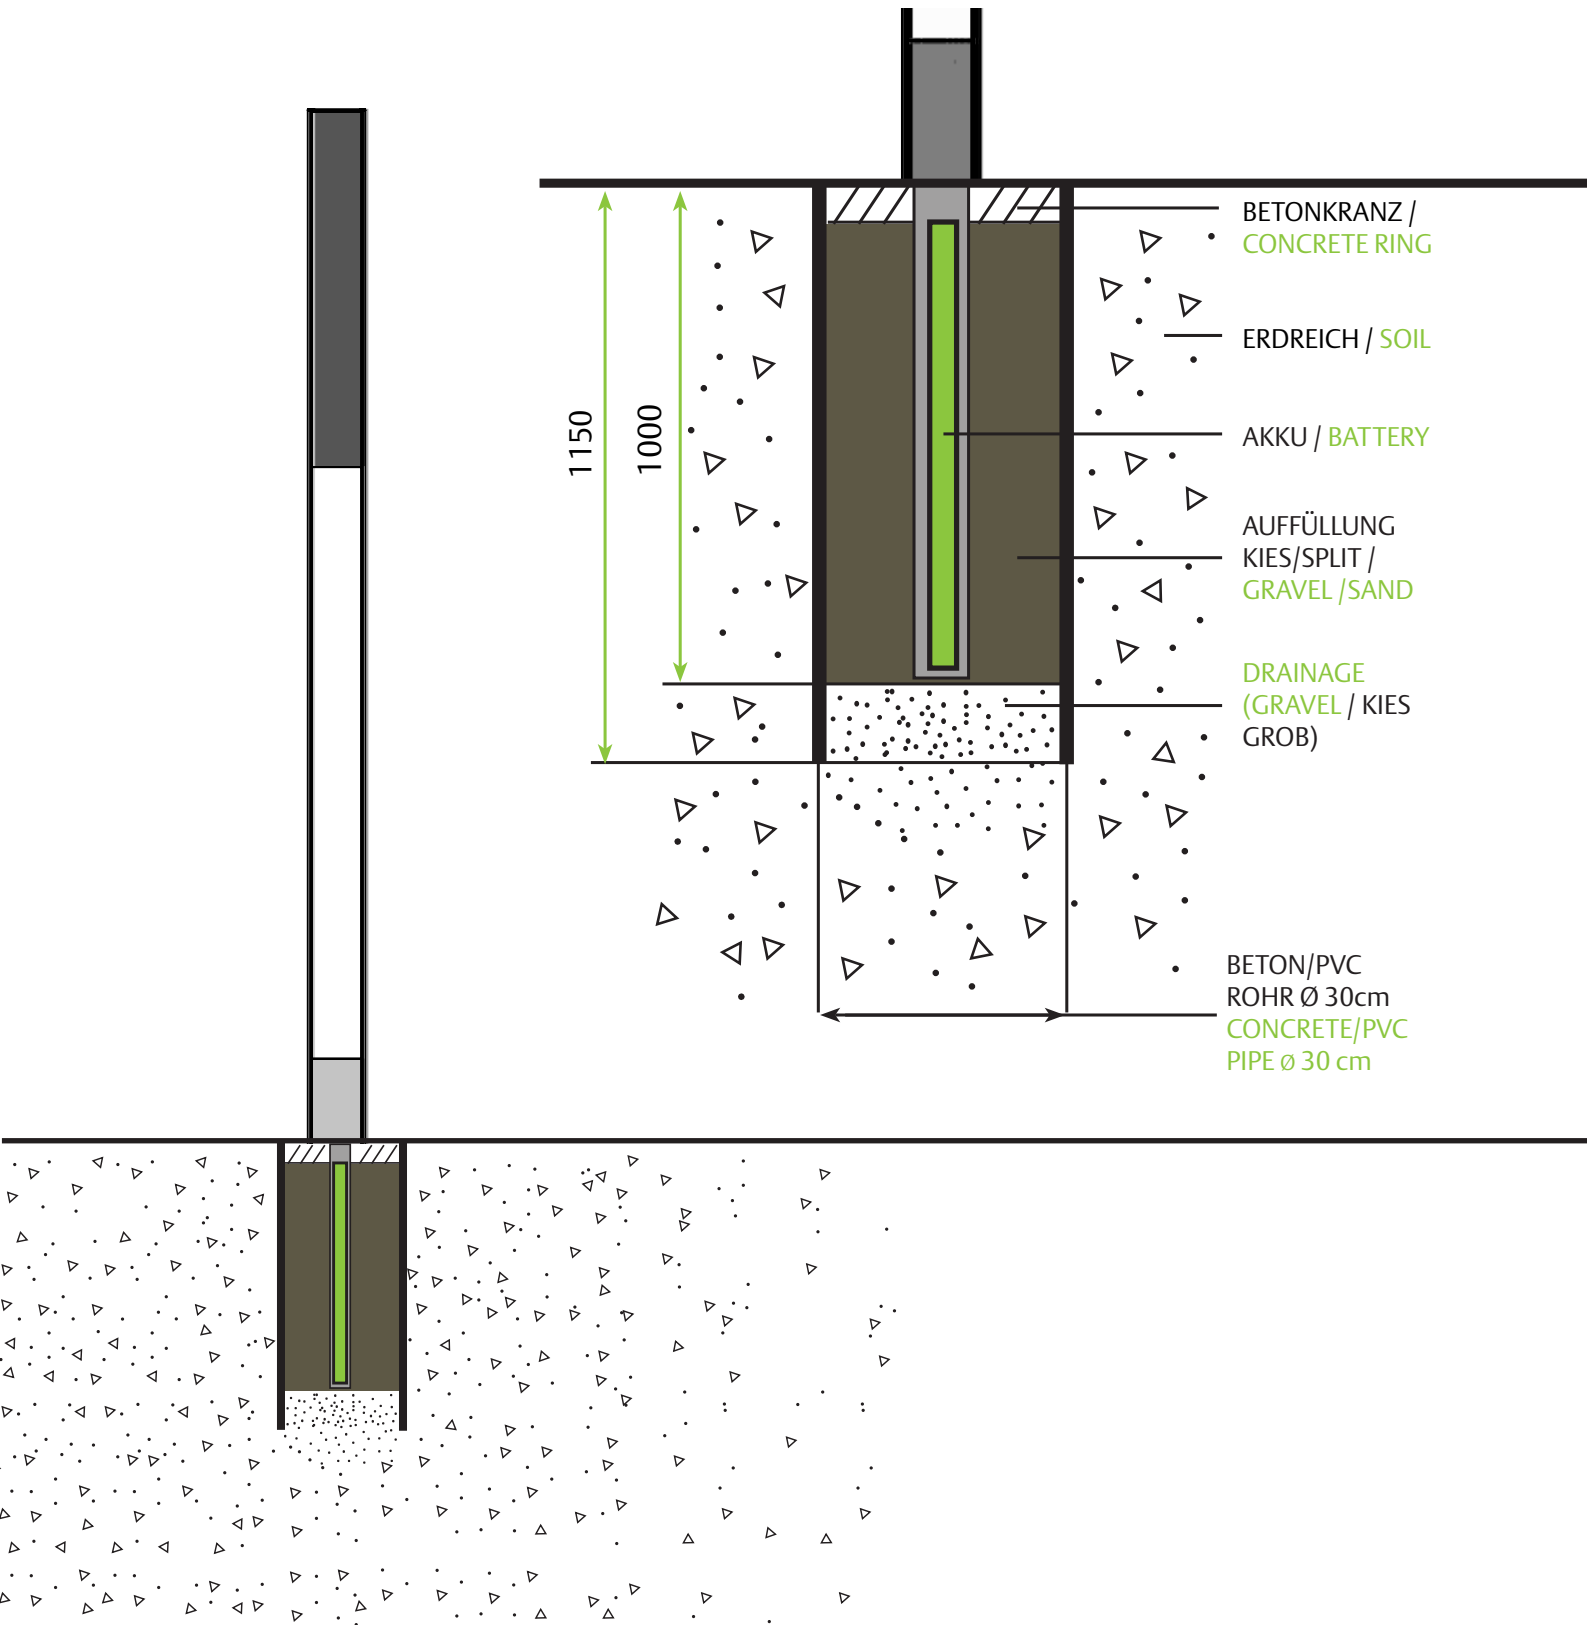 BETONKRANZ /
CONCRETE RING
ERDREICH / SOIL
1150
1000
AKKU / BATTERY
AUFFÜLLUNG
KIES/SPLIT /
GRAVEL /SAND
DRAINAGE
(GRAVEL / KIES
GROB)
BETON/PVC
ROHR Ø 30cm
CONCRETE/PVC
PIPE Ø 30 cm